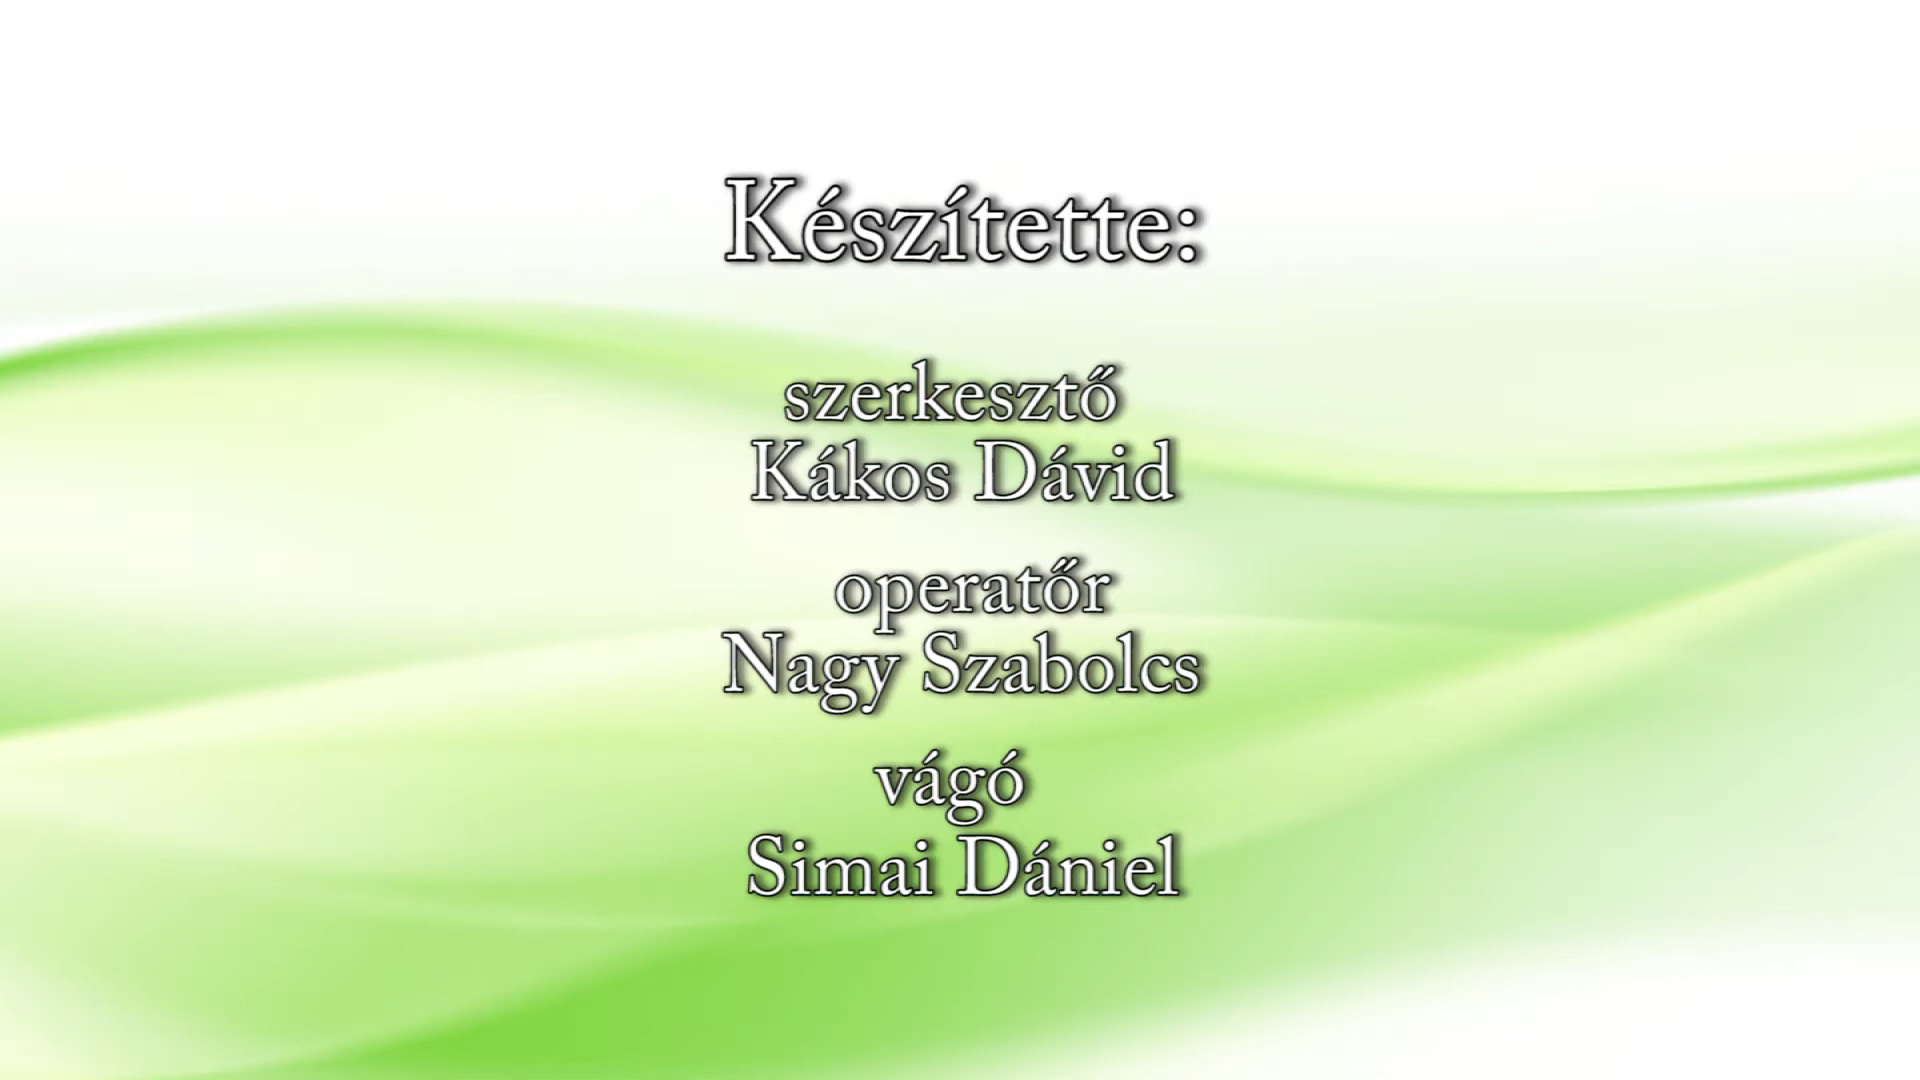 Készítette:
szerkesztő
Kákos Dávid
operatőr
Nagy Szabolcs
vágó
Simai Dániel